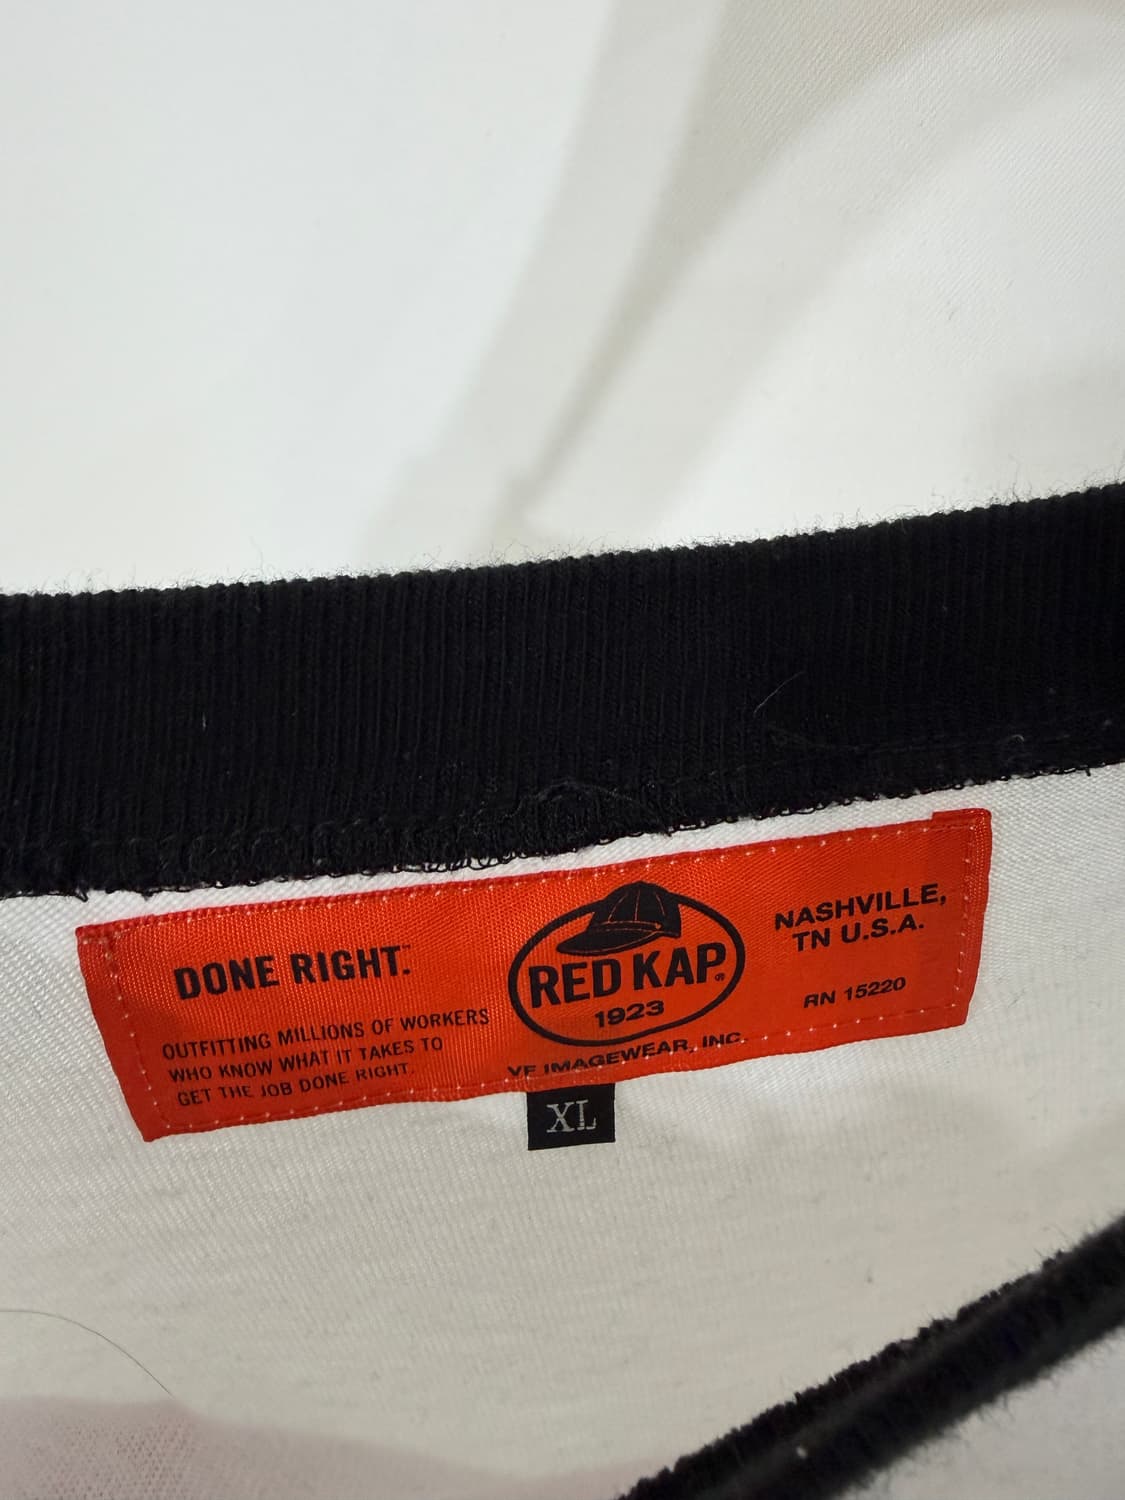 DONE RIGHT.™
OUTFITTING MILLIONS OF WORKERS
WHO KNOW WHAT IT TAKES TO
GET THE JOB DONE RIGHT.
RED KAP®
1923
VF IMAGEWEAR, INC.
NASHVILLE,
TN U.S.A.
RN 15220
XL